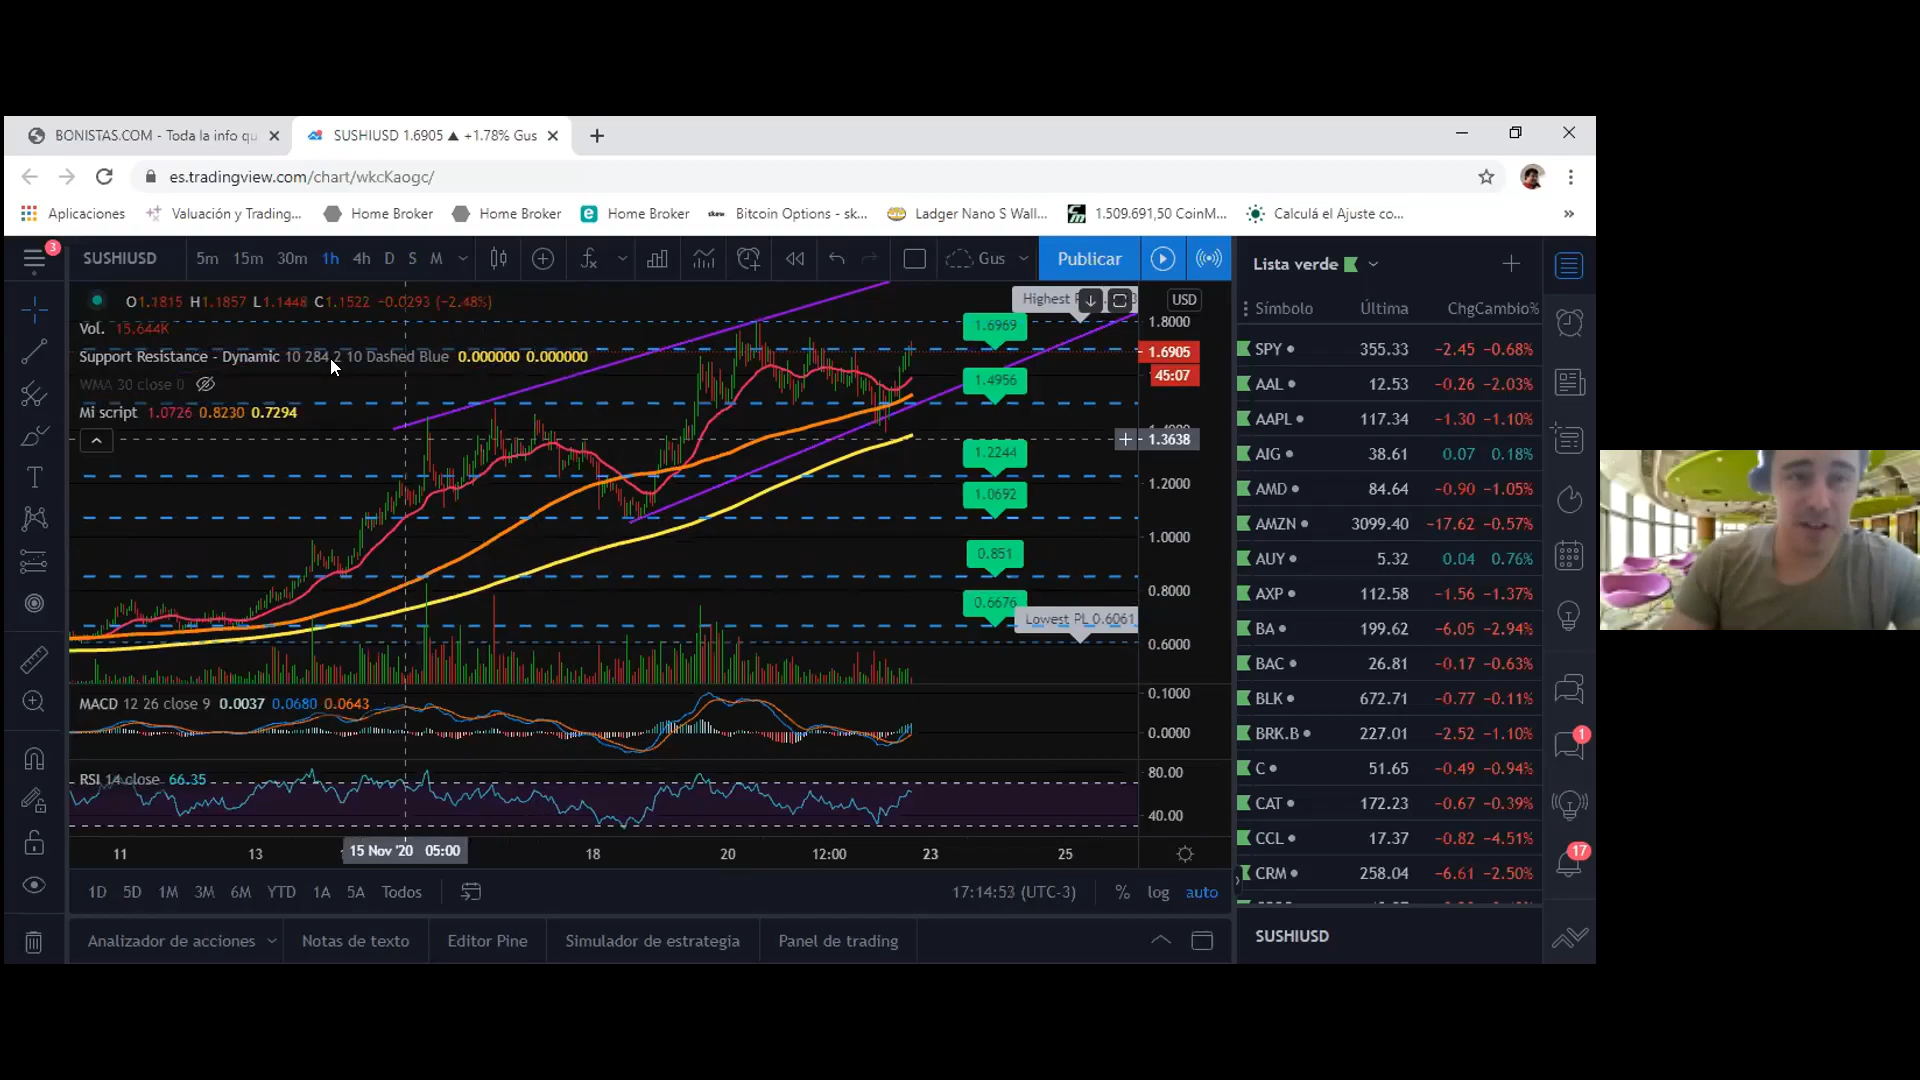 BONISTAS.COM - Toda la info qu
SUSHIUSD 1.6905 ▲ +1.78% Gus
es.tradingview.com/chart/wkcKaogc/
Aplicaciones
Valuación y Trading...
Home Broker
Home Broker
Home Broker
skew Bitcoin Options - sk...
Ladger Nano S Wall...
1.509.691,50 CoinM...
Calculá el Ajuste co...
3
SUSHIUSD 5m 15m 30m 1h 4h D S M
Gus
Publicar
O1.1815 H1.1857 L1.1448 C1.1522 −0.0293 (−2.48%)
Vol. 15.644K
Support Resistance - Dynamic 10 284 2 10 Dashed Blue 0.000000 0.000000
WMA 30 close 0
Mi script 1.0726 0.8230 0.7294
Highest
USD
1.6969
1.4956
1.2244
1.0692
0.851
0.6676
Lowest PL 0.6061
1.8000
1.6905
45:07
1.3638
1.2000
1.0000
0.8000
0.6000
MACD 12 26 close 9 0.0037 0.0680 0.0643
0.1000
0.0000
RSI 14 close 66.35
80.00
40.00
11 13 15 Nov '20 05:00 18 20 12:00 23 25
1D 5D 1M 3M 6M YTD 1A 5A Todos
17:14:53 (UTC-3) % log auto
Analizador de acciones
Notas de texto
Editor Pine
Simulador de estrategia
Panel de trading
Lista verde
Símbolo Última ChgCambio%
SPY 355.33 −2.45 −0.68%
AAL 12.53 −0.26 −2.03%
AAPL 117.34 −1.30 −1.10%
AIG 38.61 0.07 0.18%
AMD 84.64 −0.90 −1.05%
AMZN 3099.40 −17.62 −0.57%
AUY 5.32 0.04 0.76%
AXP 112.58 −1.56 −1.37%
BA 199.62 −6.05 −2.94%
BAC 26.81 −0.17 −0.63%
BLK 672.71 −0.77 −0.11%
BRK.B 227.01 −2.52 −1.10%
C 51.65 −0.49 −0.94%
CAT 172.23 −0.67 −0.39%
CCL 17.37 −0.82 −4.51%
CRM 258.04 −6.61 −2.50%
SUSHIUSD
1
17